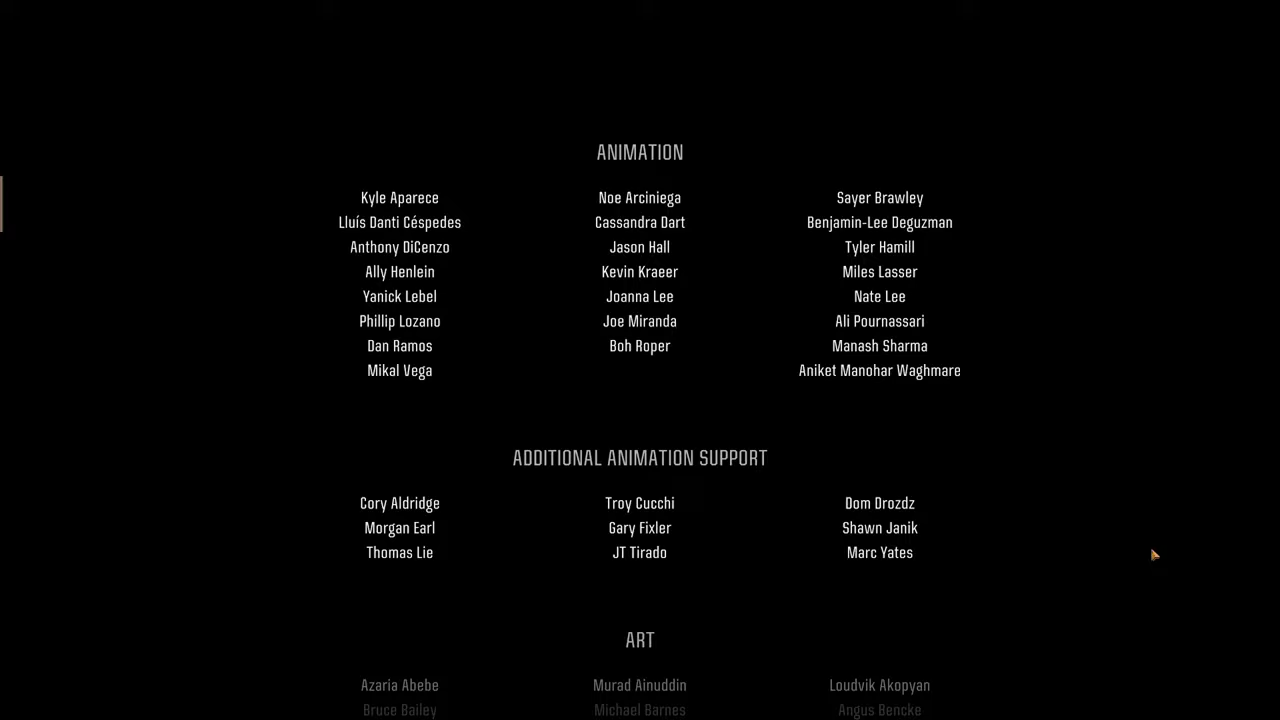 ANIMATION
Kyle Aparece Noe Arciniega Sayer Brawley
Lluís Danti Céspedes Cassandra Dart Benjamin-Lee Deguzman
Anthony DiCenzo Jason Hall Tyler Hamill
Ally Henlein Kevin Kraeer Miles Lasser
Yanick Lebel Joanna Lee Nate Lee
Phillip Lozano Joe Miranda Ali Pournassari
Dan Ramos Boh Roper Manash Sharma
Mikal Vega Aniket Manohar Waghmare
ADDITIONAL ANIMATION SUPPORT
Cory Aldridge Troy Cucchi Dom Drozdz
Morgan Earl Gary Fixler Shawn Janik
Thomas Lie JT Tirado Marc Yates
ART
Azaria Abebe Murad Ainuddin Loudvik Akopyan
Bruce Bailey Michael Barnes Angus Bencke